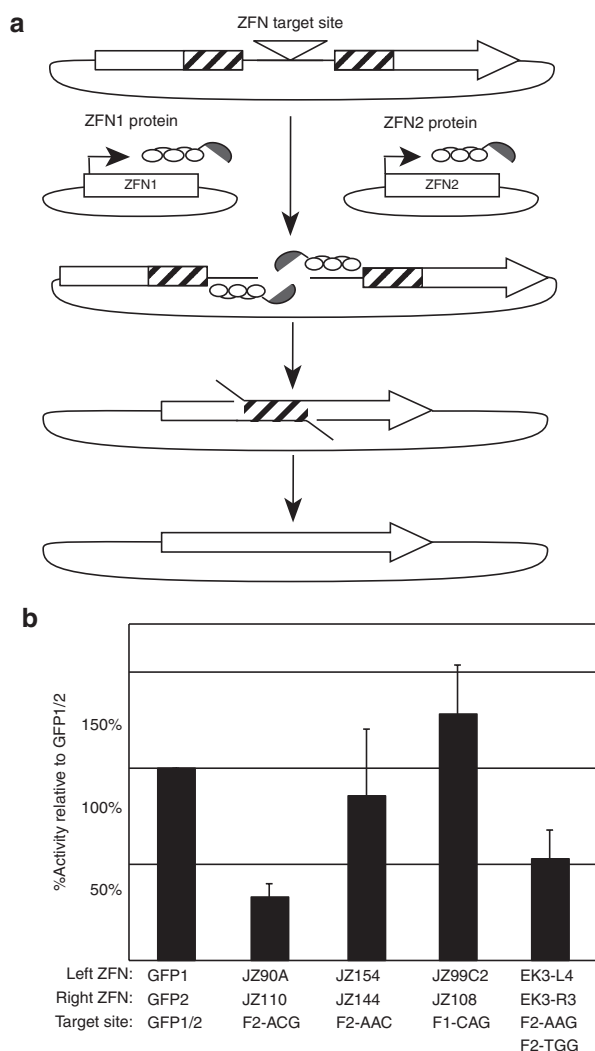 a
ZFN target site
ZFN1 protein
ZFN2 protein
ZFN1
ZFN2
b
%Activity relative to GFP1/2
150%
100%
50%
Left ZFN: GFP1 JZ90A JZ154 JZ99C2 EK3-L4
Right ZFN: GFP2 JZ110 JZ144 JZ108 EK3-R3
Target site: GFP1/2 F2-ACG F2-AAC F1-CAG F2-AAG
F2-TGG